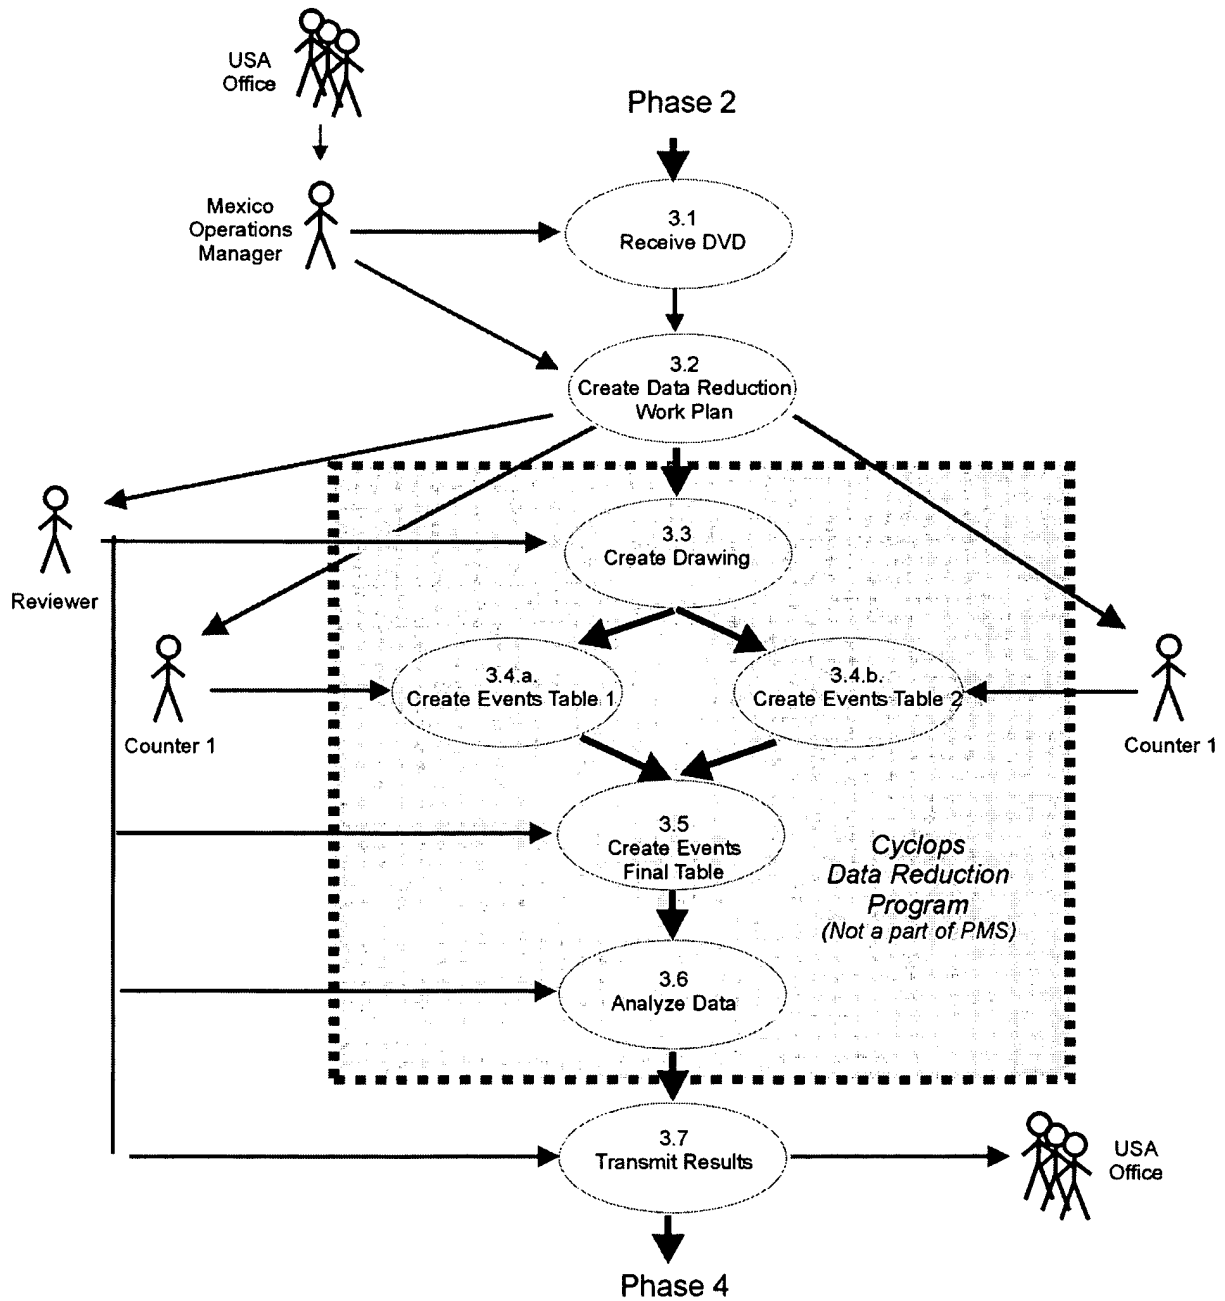 USA
Office
Phase 2
Mexico
Operations
Manager
3.1
Receive DVD
3.2
Create Data Reduction
Work Plan
3.3
Create Drawing
Reviewer
3.4.a.
Create Events Table 1
3.4.b.
Create Events Table 2
Counter 1
Counter 1
3.5
Create Events
Final Table
Cyclops
Data Reduction
Program
(Not a part of PMS)
3.6
Analyze Data
3.7
Transmit Results
USA
Office
Phase 4